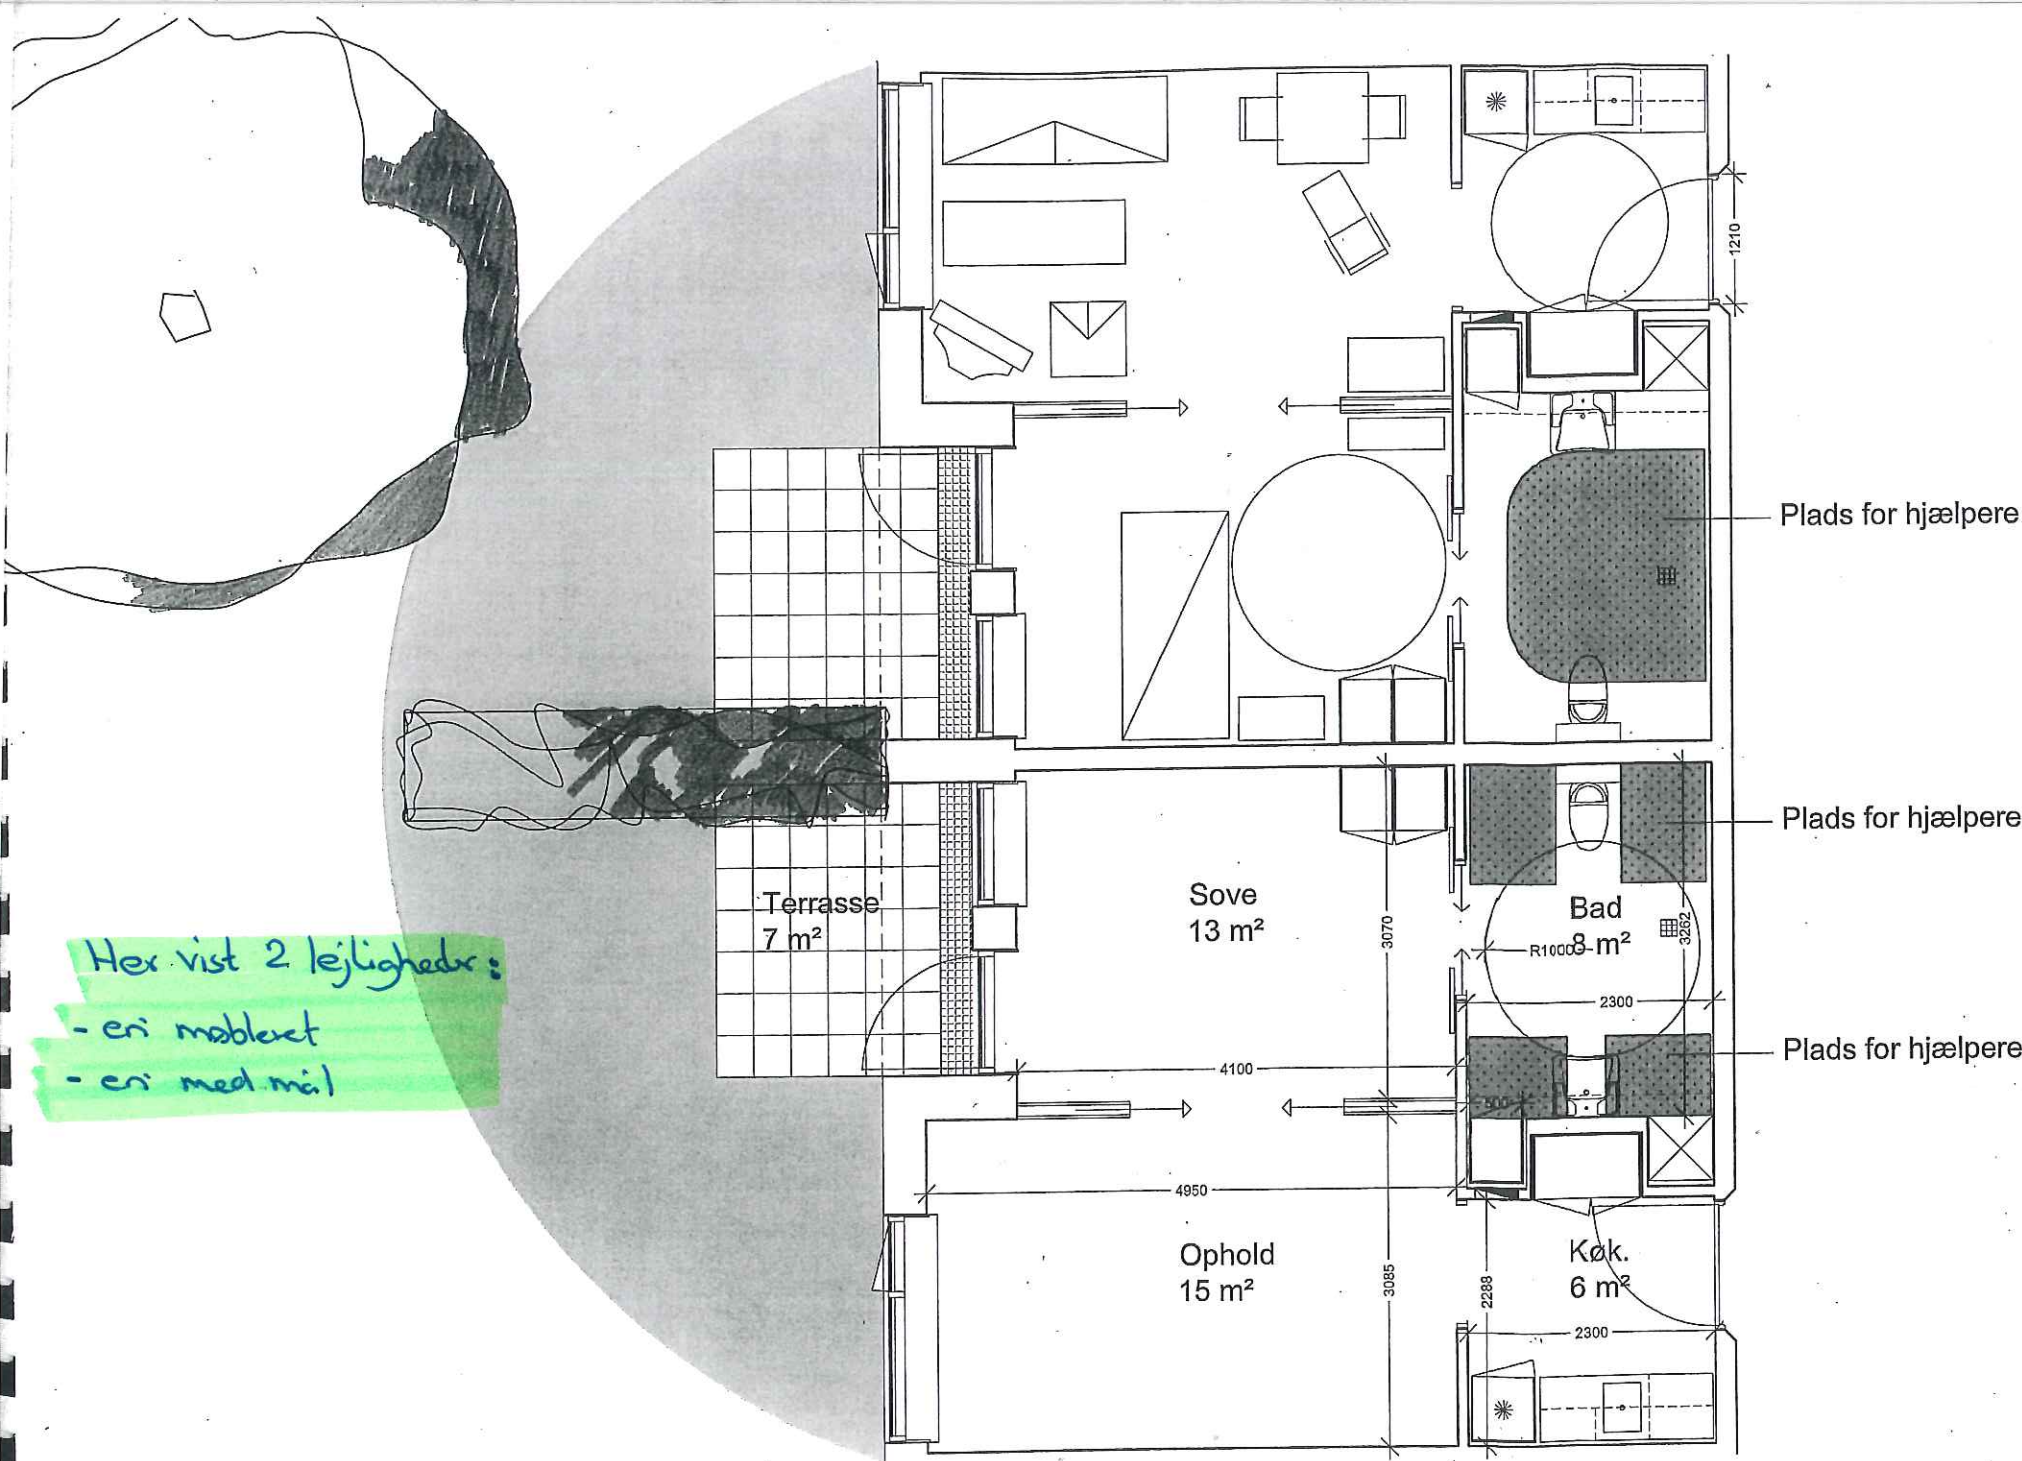 1210
Plads for hjælpere
Plads for hjælpere
Terrasse
7 m²
Sove
13 m²
3070
Bad
8 m²
R1000
3262
2300
Her vist 2 lejligheder:
- en møbleret
- en med mål
4100
Plads for hjælpere
500
4950
Ophold
15 m²
3085
2288
Køk.
6 m²
2300